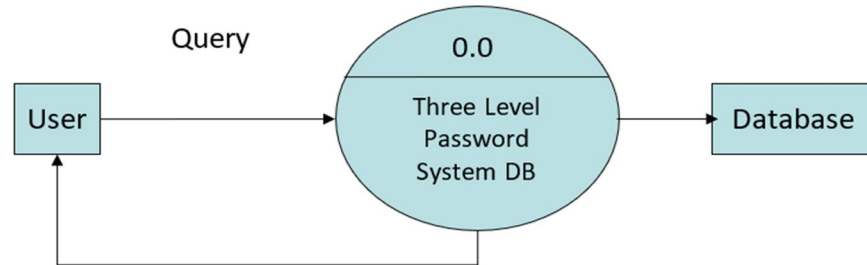 Query
0.0
User
Three Level
Password
System DB
Database